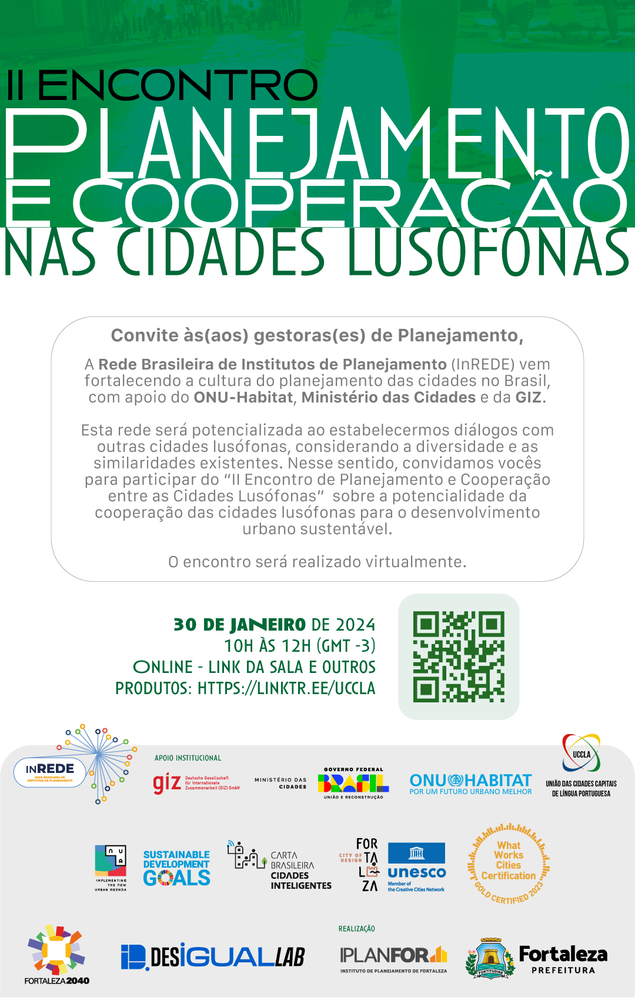 II ENCONTRO
PLANEJAMENTO
E COOPERAÇÃO
NAS CIDADES LUSÓFONAS
Convite às(aos) gestoras(es) de Planejamento,
A Rede Brasileira de Institutos de Planejamento (InREDE) vem
fortalecendo a cultura do planejamento das cidades no Brasil,
com apoio do ONU-Habitat, Ministério das Cidades e da GIZ.
Esta rede será potencializada ao estabelecermos diálogos com
outras cidades lusófonas, considerando a diversidade e as
similaridades existentes. Nesse sentido, convidamos vocês
para participar do “II Encontro de Planejamento e Cooperação
entre as Cidades Lusófonas” sobre a potencialidade da
cooperação das cidades lusófonas para o desenvolvimento
urbano sustentável.
O encontro será realizado virtualmente.
30 DE JANEIRO DE 2024
10H ÀS 12H (GMT -3)
ONLINE - LINK DA SALA E OUTROS
PRODUTOS: HTTPS://LINKTR.EE/UCCLA
INREDE
REDE BRASILEIRA DE
INSTITUTOS DE PLANEJAMENTO
APOIO INSTITUCIONAL
giz
Deutsche Gesellschaft
für Internationale
Zusammenarbeit (GIZ) GmbH
MINISTÉRIO DAS
CIDADES
GOVERNO FEDERAL
BRASIL
UNIÃO E RECONSTRUÇÃO
ONU HABITAT
POR UM FUTURO URBANO MELHOR
UCCLA
UNIÃO DAS CIDADES CAPITAIS
DE LÍNGUA PORTUGUESA
NUA
IMPLEMENTING
THE NEW
URBAN AGENDA
SUSTAINABLE
DEVELOPMENT
GOALS
CARTA
BRASILEIRA
CIDADES
INTELIGENTES
CITY OF
DESIGN
FOR
TA
LE
ZA
unesco
Member of
the Creative Cities Network
What
Works
Cities
Certification
GOLD CERTIFIED 2023
FORTALEZA2040
DESIGUALLAB
REALIZAÇÃO
IPLANFOR
INSTITUTO DE PLANEJAMENTO DE FORTALEZA
FORTITUDINE
Fortaleza
PREFEITURA